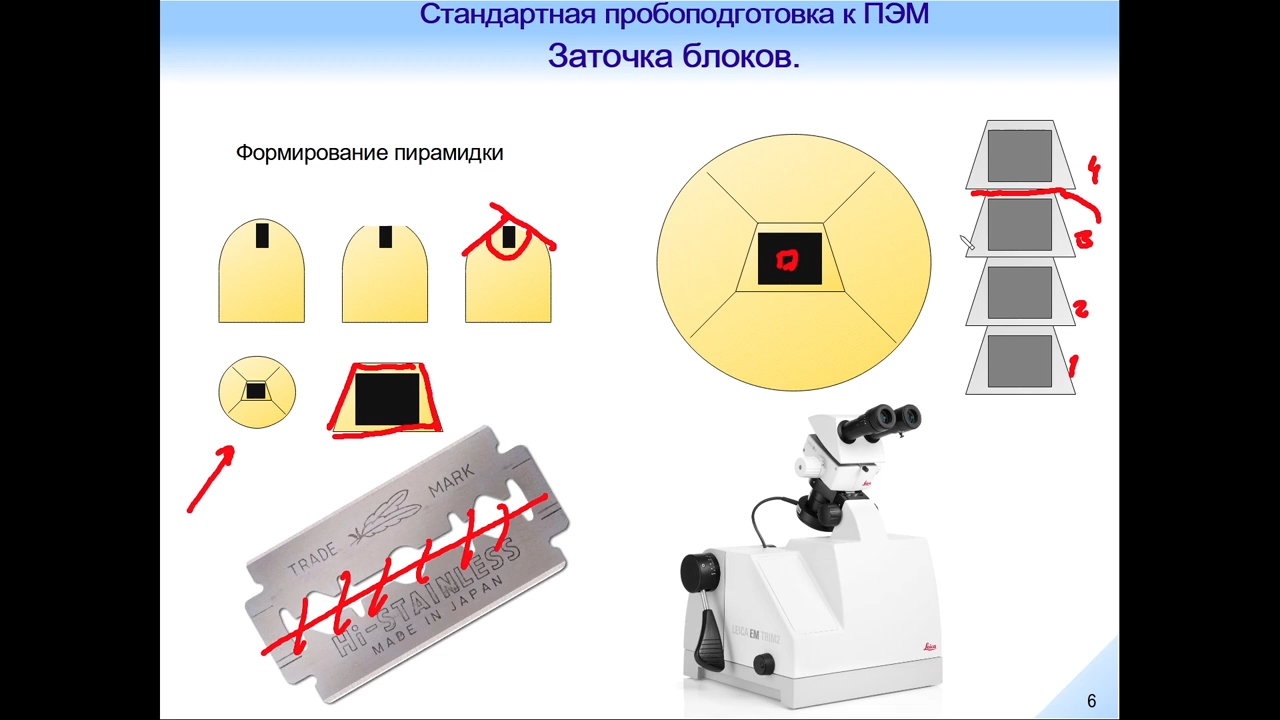 Стандартная пробоподготовка к ПЭМ
Заточка блоков.
Формирование пирамидки
4
3
2
1
TRADE MARK
Hi-STAINLESS
MADE IN JAPAN
LEICA EM TRIM2
Leica
Leica
6